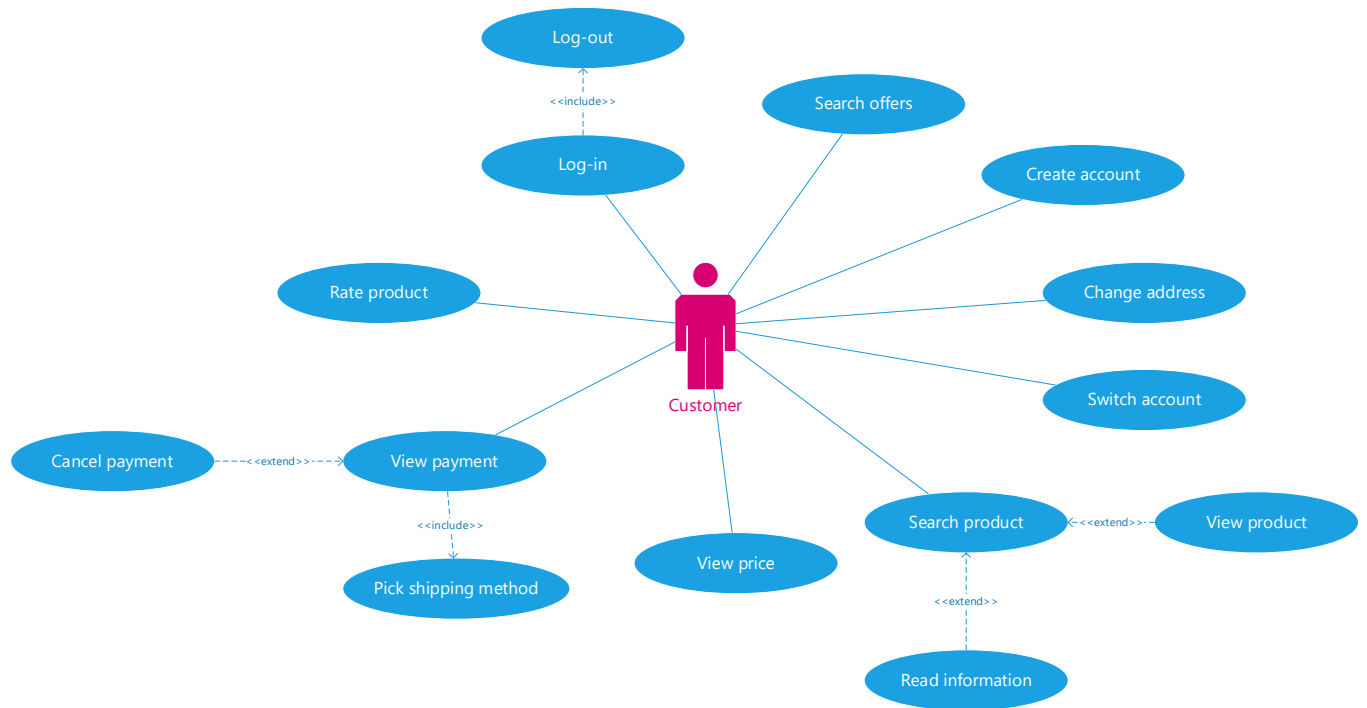 Log-out
<<include>>
Search offers
Log-in
Create account
Rate product
Change address
Customer
Switch account
Cancel payment
<<extend>>
View payment
<<include>>
Search product
<<extend>>
View product
View price
Pick shipping method
<<extend>>
Read information